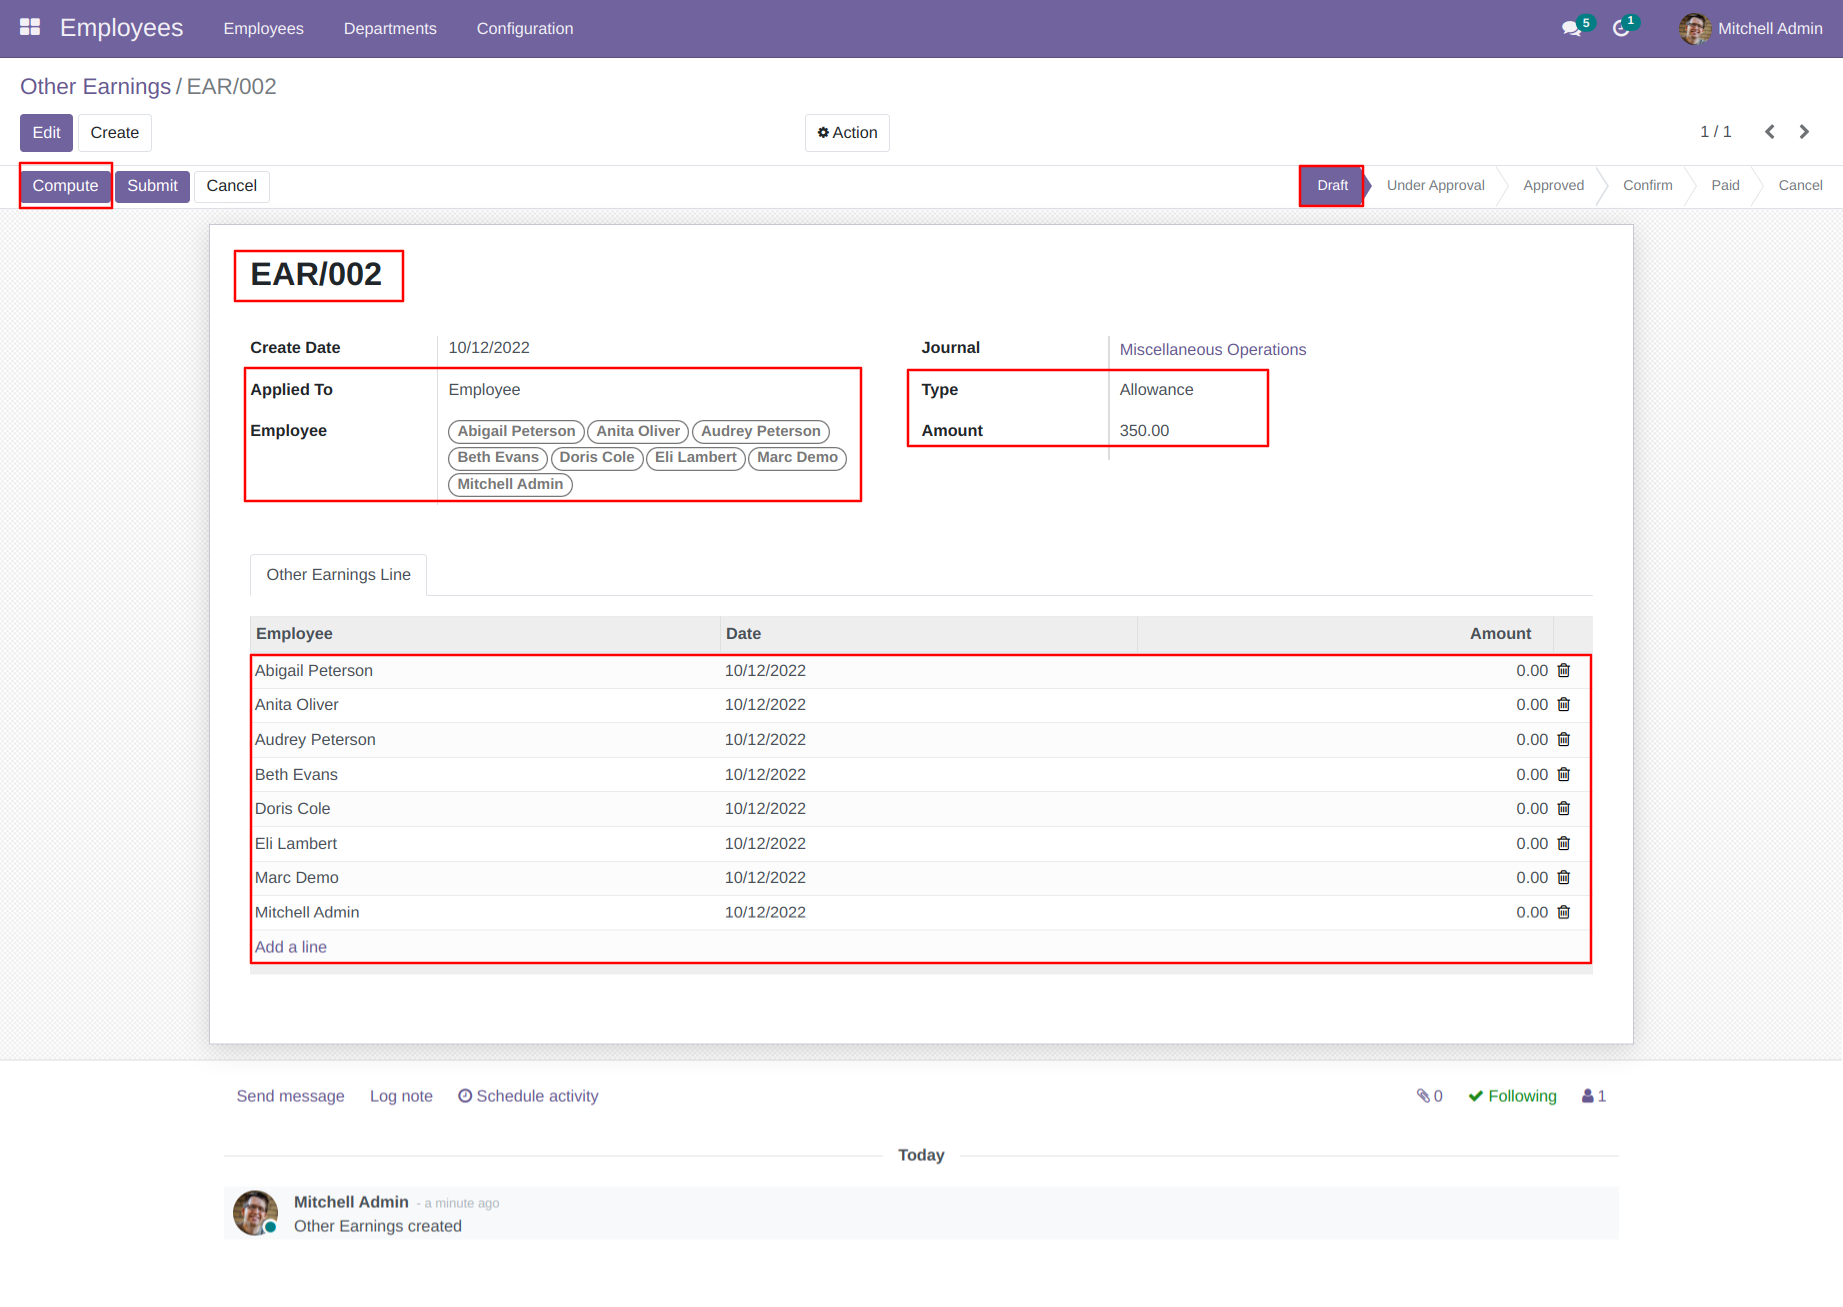 Employees Employees Departments Configuration 5 1 Mitchell Admin
Other Earnings / EAR/002
Edit Create Action 1 / 1
Compute Submit Cancel Draft Under Approval Approved Confirm Paid Cancel
EAR/002
Create Date 10/12/2022 Journal Miscellaneous Operations
Applied To Employee Type Allowance
Employee Abigail Peterson Anita Oliver Audrey Peterson Amount 350.00
Beth Evans Doris Cole Eli Lambert Marc Demo
Mitchell Admin
Other Earnings Line
Employee Date Amount
Abigail Peterson 10/12/2022 0.00
Anita Oliver 10/12/2022 0.00
Audrey Peterson 10/12/2022 0.00
Beth Evans 10/12/2022 0.00
Doris Cole 10/12/2022 0.00
Eli Lambert 10/12/2022 0.00
Marc Demo 10/12/2022 0.00
Mitchell Admin 10/12/2022 0.00
Add a line
Send message Log note Schedule activity 0 Following 1
Today
Mitchell Admin - a minute ago
Other Earnings created